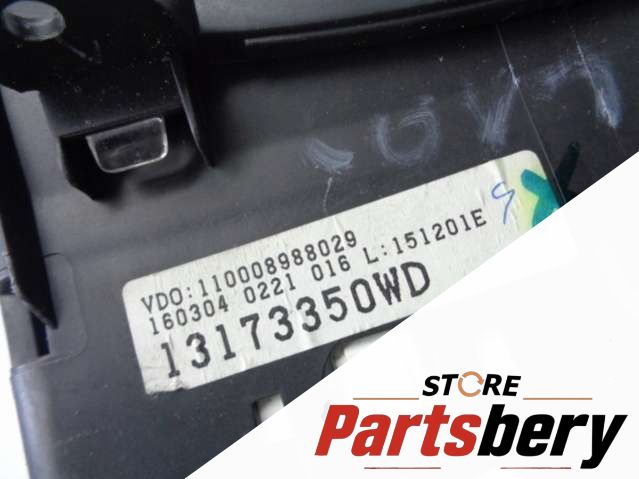 VDO:110008988029
160304 0221 016 L:151201E
13173350WD
STORE
Partsbery